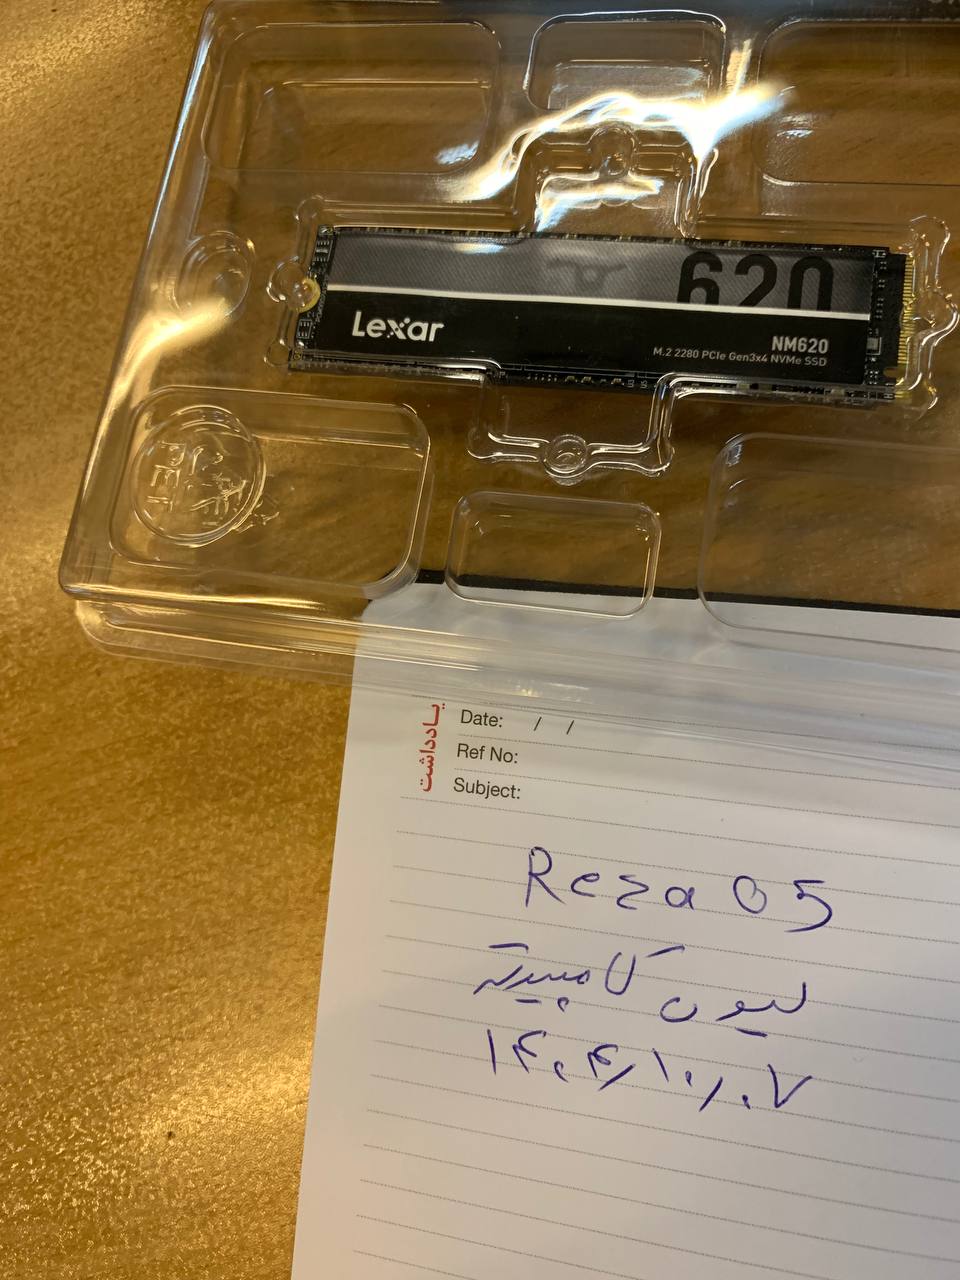 620
Lexar
NM620
M.2 2280 PCIe Gen3x4 NVMe SSD
PET
یادداشت
Date: / /
Ref No:
Subject:
Reza 05
لیون کامپیوتر
۱۴۰۴/۱۰/۰۷